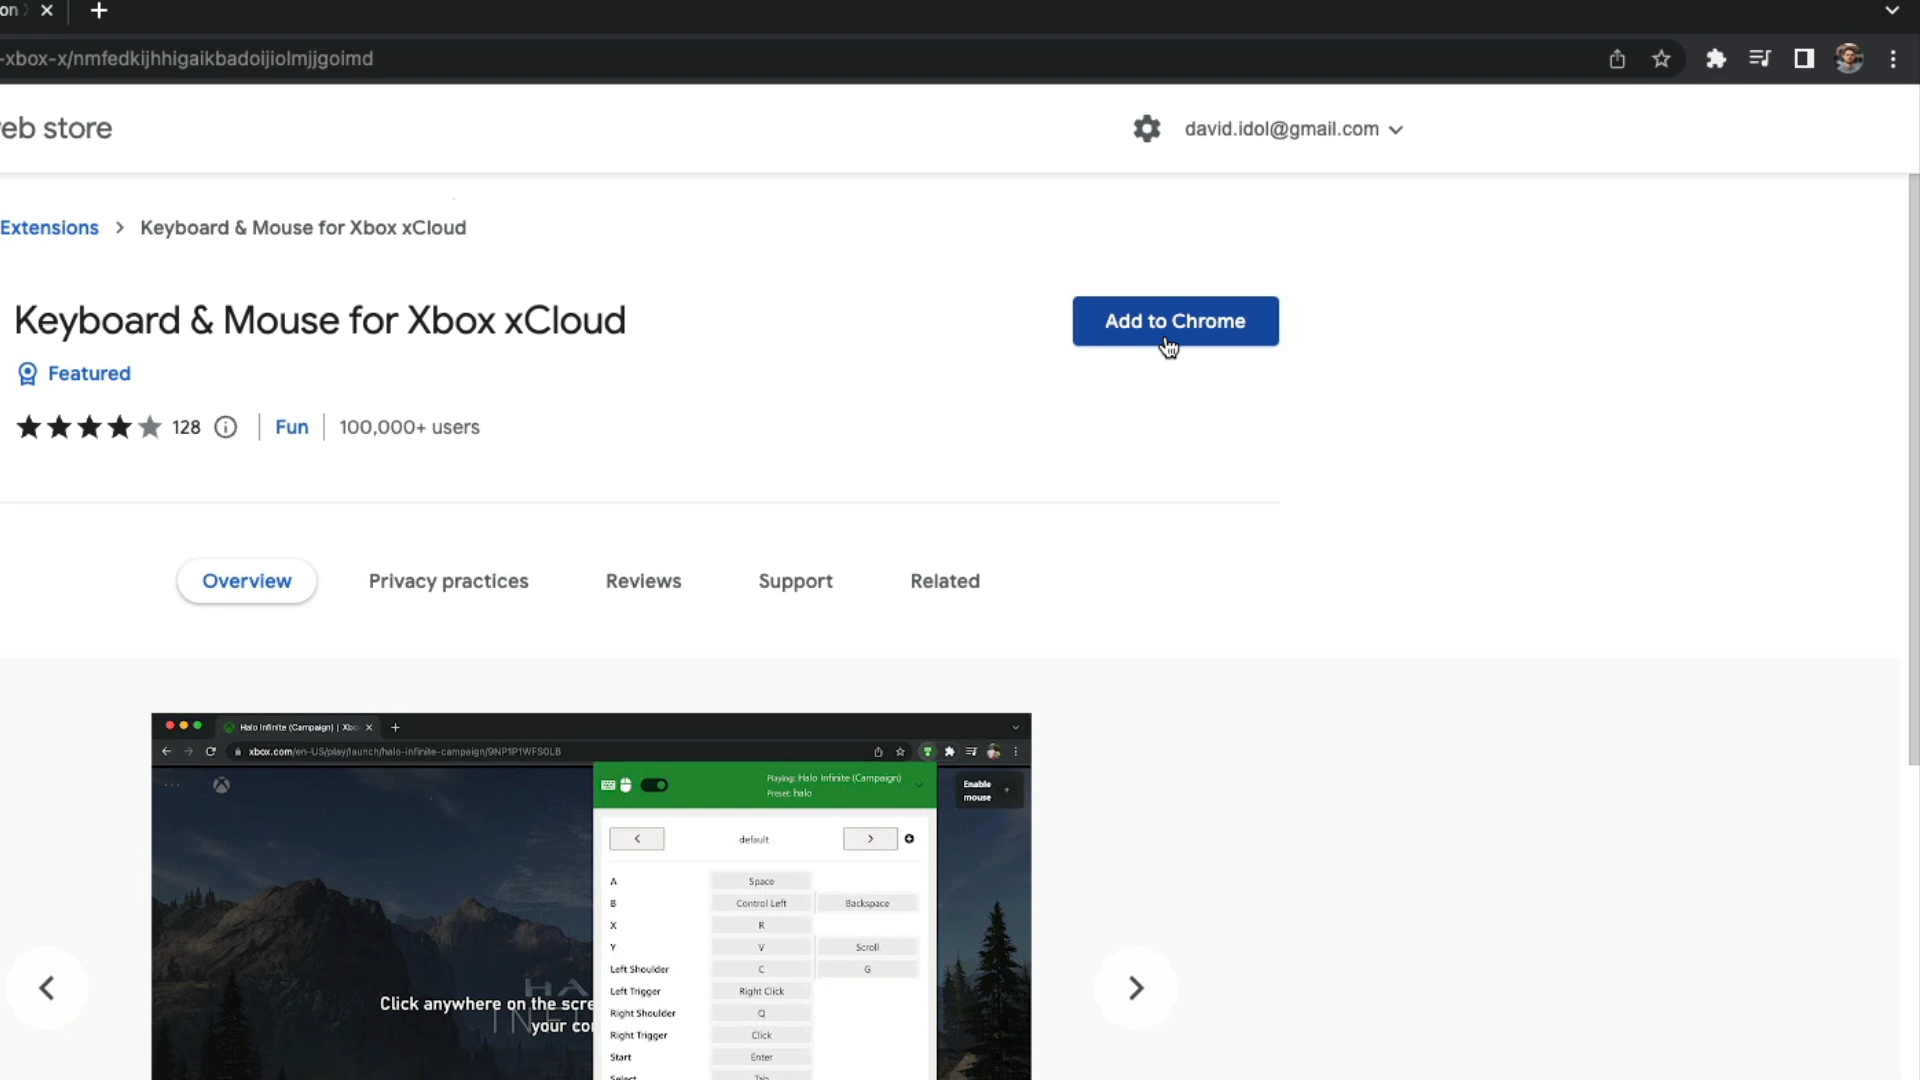 on
-xbox-x/nmfedkijhhigaikbadoijiolmjjgoimd
eb store
david.idol@gmail.com
Extensions > Keyboard & Mouse for Xbox xCloud
Keyboard & Mouse for Xbox xCloud
Add to Chrome
Featured
128 Fun 100,000+ users
Overview Privacy practices Reviews Support Related
Halo Infinite (Campaign) | Xbo
xbox.com/en-US/play/launch/halo-infinite-campaign/9NP1P1WFS0LB
Playing: Halo Infinite (Campaign)
Preset: halo
Enable
mouse
default
A Space
B Control Left Backspace
X R
Y V Scroll
Left Shoulder C G
Left Trigger Right Click
Right Shoulder Q
Right Trigger Click
Start Enter
Select Tab
HA
INF
Click anywhere on the scre
your co